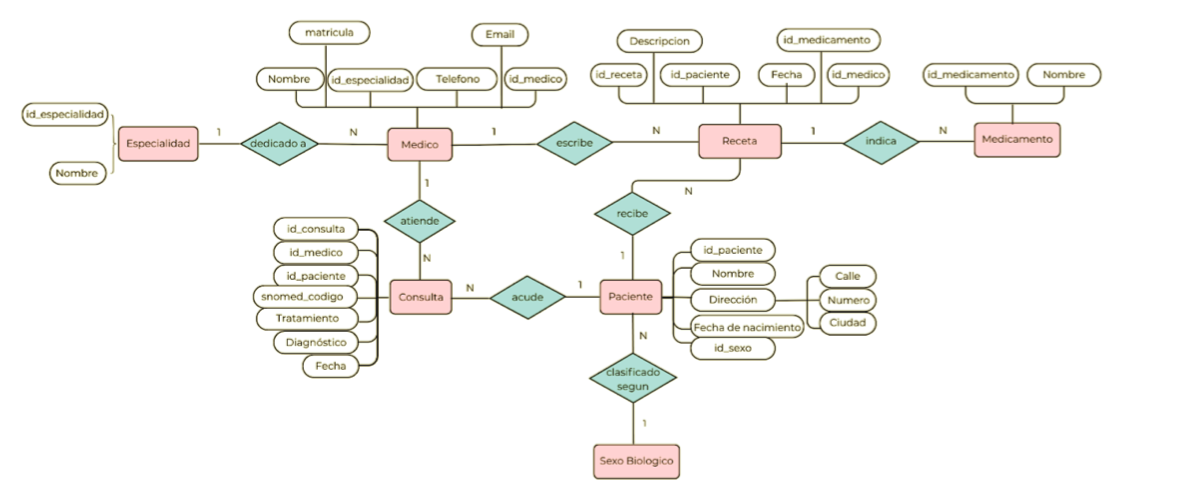 matricula
Email
Descripcion
id_medicamento
Nombre
id_especialidad
Telefono
id_medico
id_receta
id_paciente
Fecha
id_medico
id_medicamento
Nombre
id_especialidad
Nombre
Especialidad
1
dedicado a
N
Medico
1
escribe
N
Receta
1
indica
N
Medicamento
1
atiende
N
N
recibe
1
id_consulta
id_medico
id_paciente
snomed_codigo
Tratamiento
Diagnóstico
Fecha
Consulta
N
acude
1
Paciente
id_paciente
Nombre
Dirección
Fecha de nacimiento
id_sexo
Calle
Numero
Ciudad
N
clasificado
segun
1
Sexo Biologico